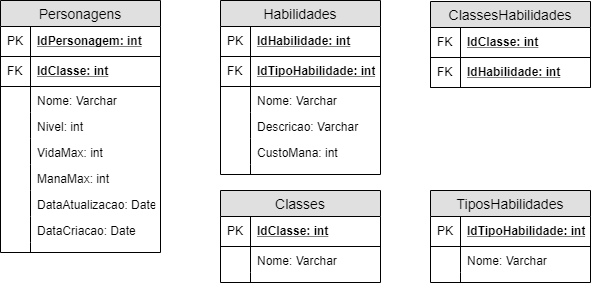 Personagens
PK IdPersonagem: int
FK IdClasse: int
Nome: Varchar
Nivel: int
VidaMax: int
ManaMax: int
DataAtualizacao: Date
DataCriacao: Date
Habilidades
PK IdHabilidade: int
FK IdTipoHabilidade: int
Nome: Varchar
Descricao: Varchar
CustoMana: int
ClassesHabilidades
FK IdClasse: int
FK IdHabilidade: int
Classes
PK IdClasse: int
Nome: Varchar
TiposHabilidades
PK IdTipoHabilidade: int
Nome: Varchar